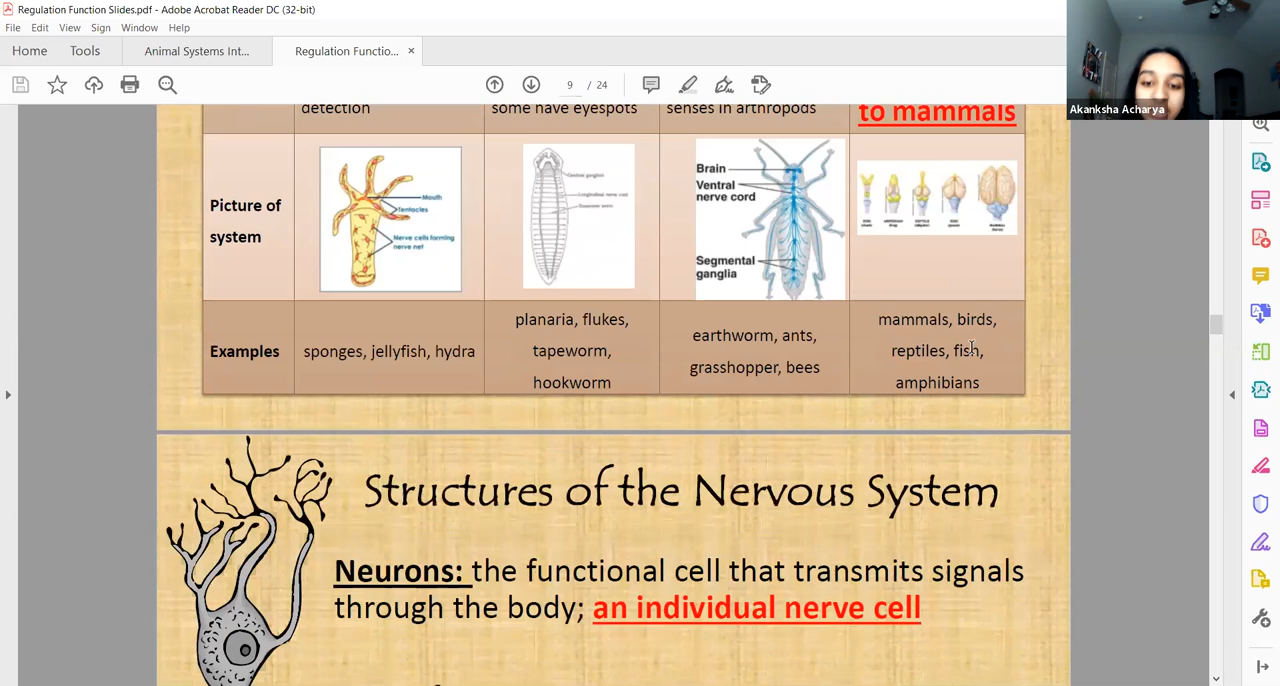 Regulation Function Slides.pdf - Adobe Acrobat Reader DC (32-bit)
File Edit View Sign Window Help
Home Tools Animal Systems Int... Regulation Functio... ×
9 / 24
Akanksha Acharya
detection
some have eyespots
senses in arthropods
to mammals
Picture of
system
Mouth
Tentacles
Nerve cells forming
nerve net
Brain
Ventral
nerve cord
Segmental
ganglia
Examples
sponges, jellyfish, hydra
planaria, flukes,
tapeworm,
hookworm
earthworm, ants,
grasshopper, bees
mammals, birds,
reptiles, fish,
amphibians
Structures of the Nervous System
Neurons: the functional cell that transmits signals
through the body; an individual nerve cell